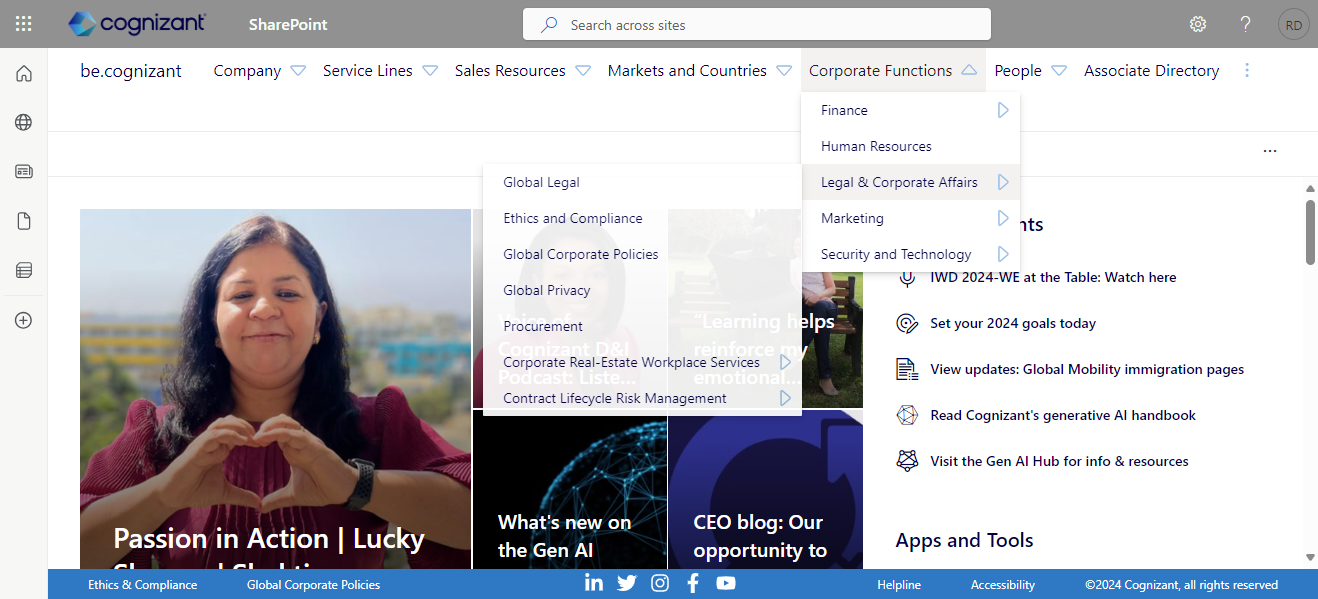 cognizant
SharePoint
Search across sites
?
RD
be.cognizant
Company
Service Lines
Sales Resources
Markets and Countries
Corporate Functions
People
Associate Directory
Finance
Human Resources
Legal & Corporate Affairs
Marketing
Security and Technology
Global Legal
Ethics and Compliance
Global Corporate Policies
Global Privacy
Procurement
Corporate Real-Estate Workplace Services
Contract Lifecycle Risk Management
Passion in Action | Lucky
Voice of
Cognizant D&I
Podcast: Liste...
"Learning helps
reinforce my
emotional...
What's new on
the Gen AI
CEO blog: Our
opportunity to
IWD 2024-WE at the Table: Watch here
Set your 2024 goals today
View updates: Global Mobility immigration pages
Read Cognizant's generative AI handbook
Visit the Gen AI Hub for info & resources
Apps and Tools
Ethics & Compliance
Global Corporate Policies
Helpline
Accessibility
©2024 Cognizant, all rights reserved